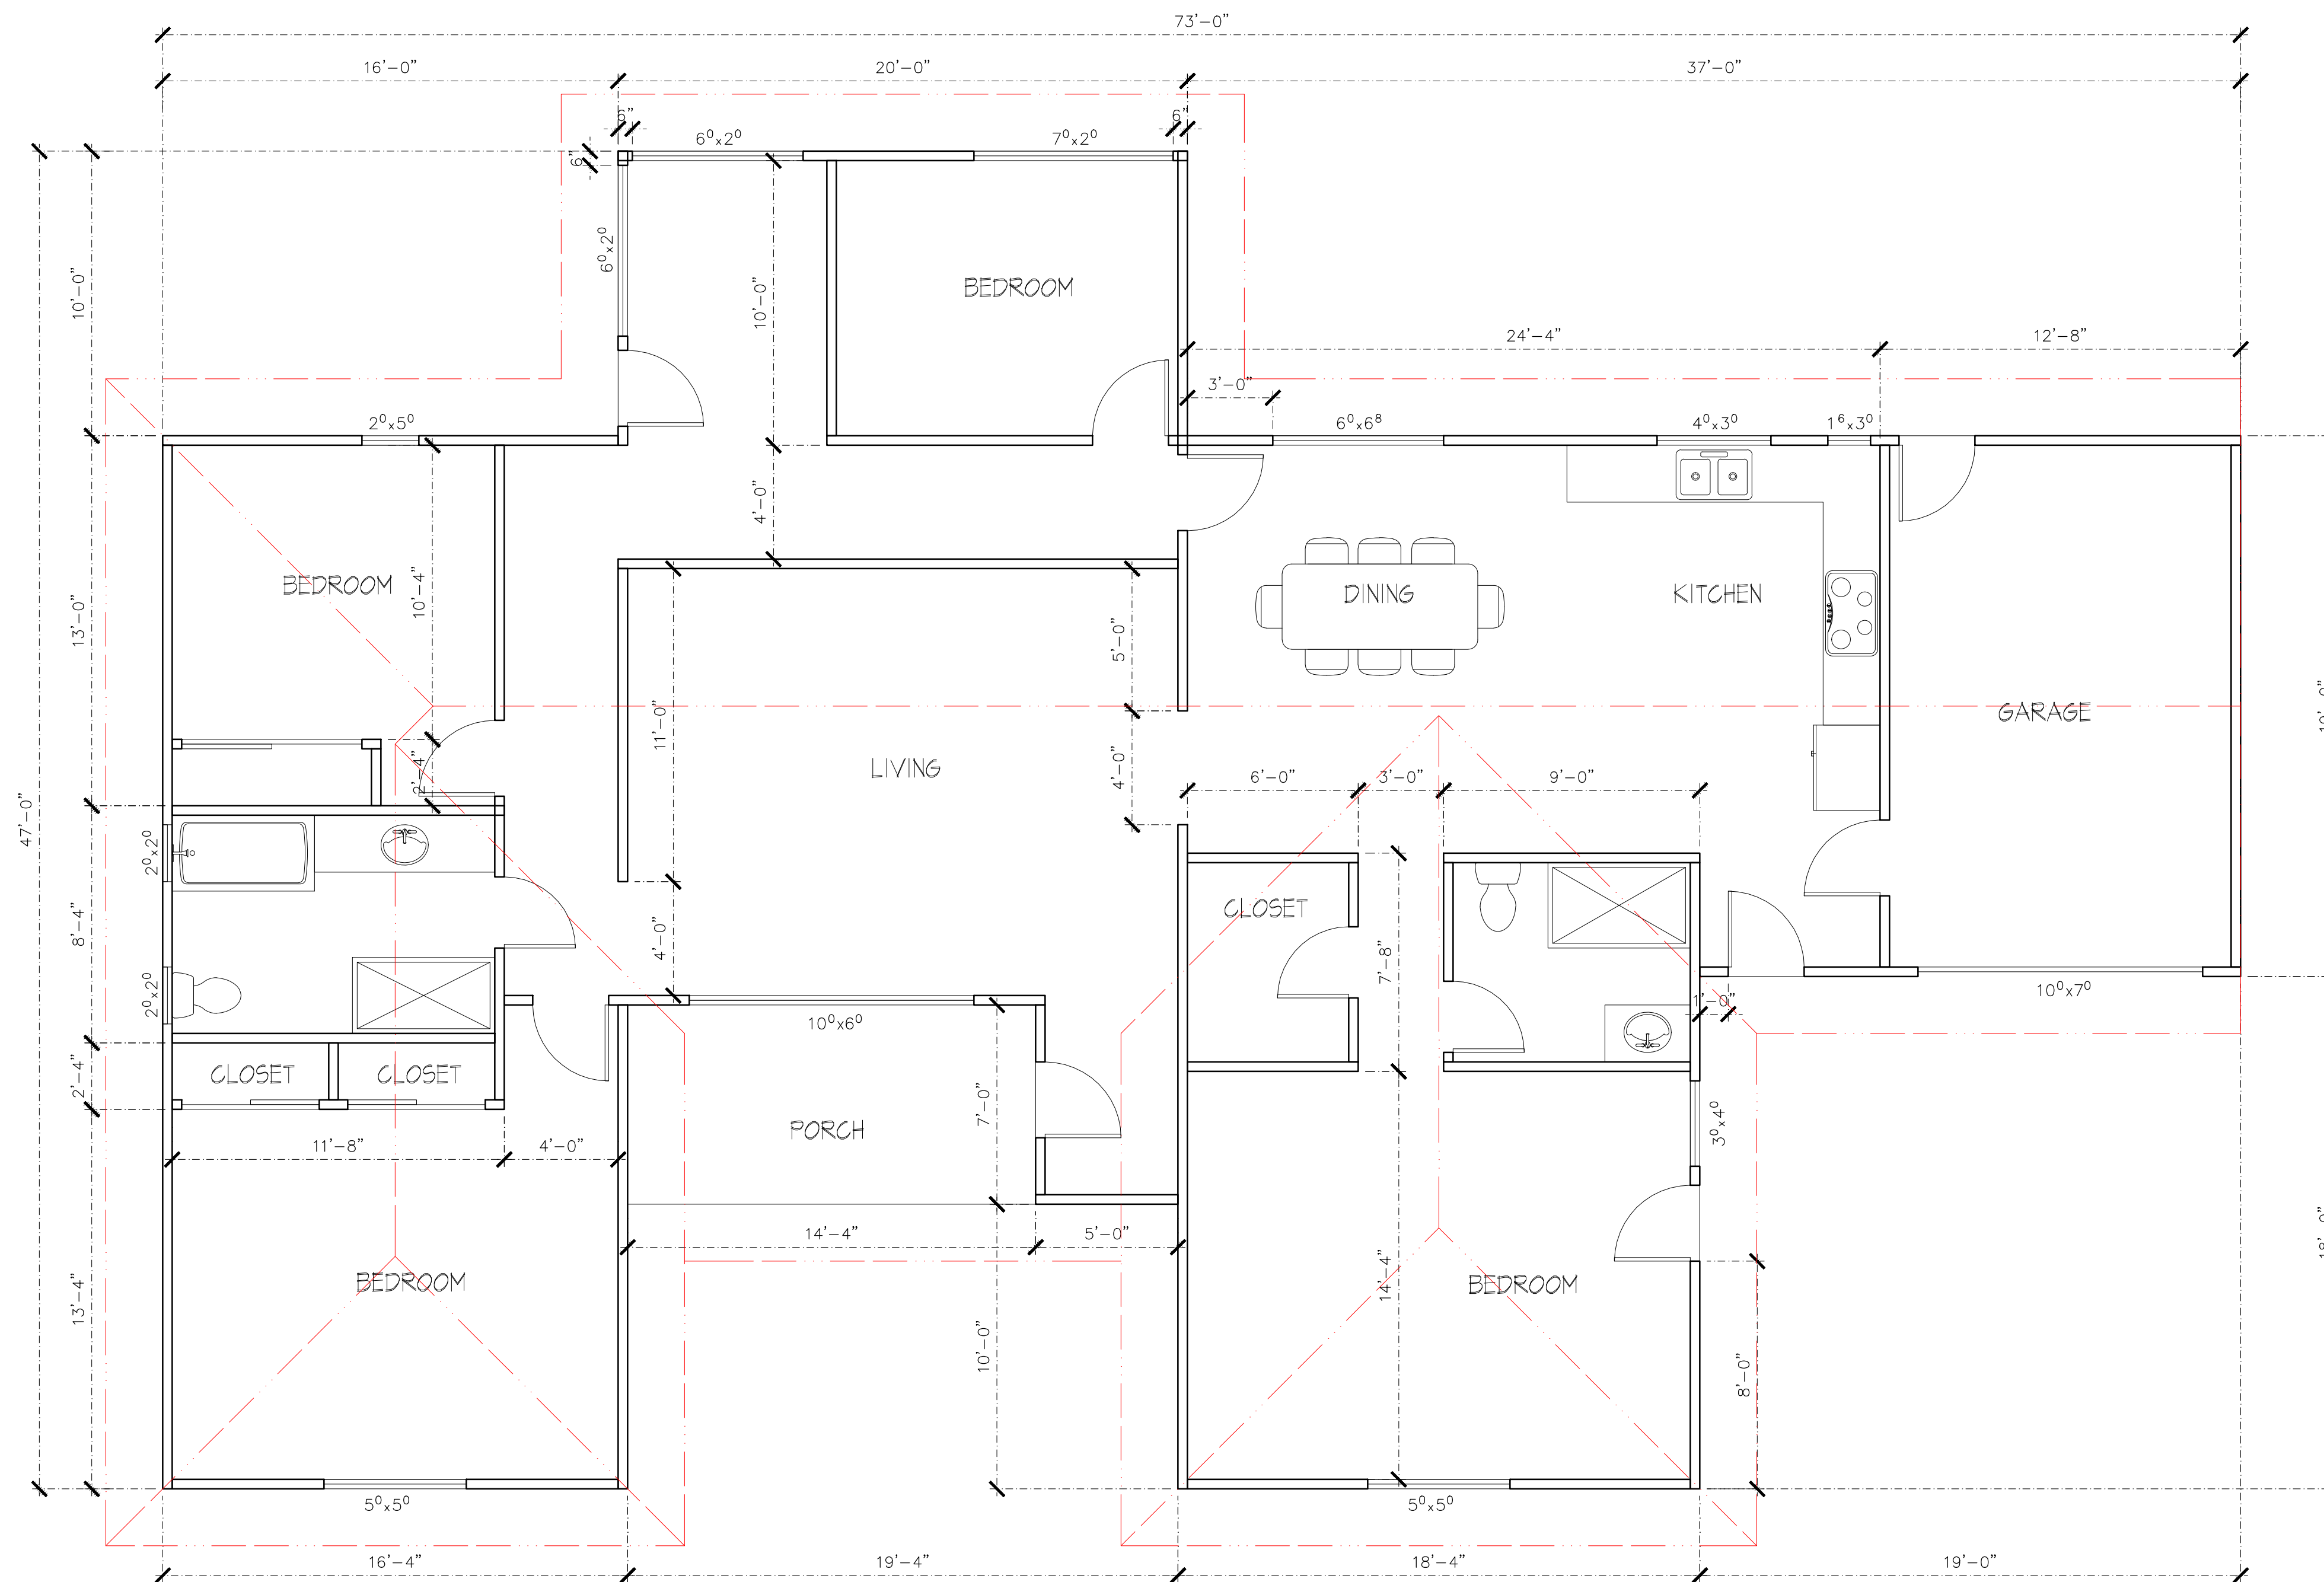 73'-0"
16'-0"
20'-0"
37'-0"
6"
6"
6⁰x2⁰
7⁰x2⁰
6"
6⁰x2⁰
BEDROOM
10'-0"
10'-0"
24'-4"
12'-8"
3'-0"
2⁰x5⁰
6⁰x6⁸
4⁰x3⁰
1⁶x3⁰
4'-0"
BEDROOM
10'-4"
DINING
KITCHEN
13'-0"
5'-0"
11'-0"
GARAGE
LIVING
2'-4"
4'-0"
6'-0"
3'-0"
9'-0"
47'-0"
2⁰x2⁰
CLOSET
8'-4"
4'-0"
7'-8"
2⁰x2⁰
10⁰x7⁰
1'-0"
10⁰x6⁰
2'-4"
CLOSET
CLOSET
7'-0"
PORCH
3⁰x4⁰
11'-8"
4'-0"
14'-4"
5'-0"
BEDROOM
14'-4"
BEDROOM
13'-4"
10'-0"
8'-0"
5⁰x5⁰
5⁰x5⁰
16'-4"
19'-4"
18'-4"
19'-0"